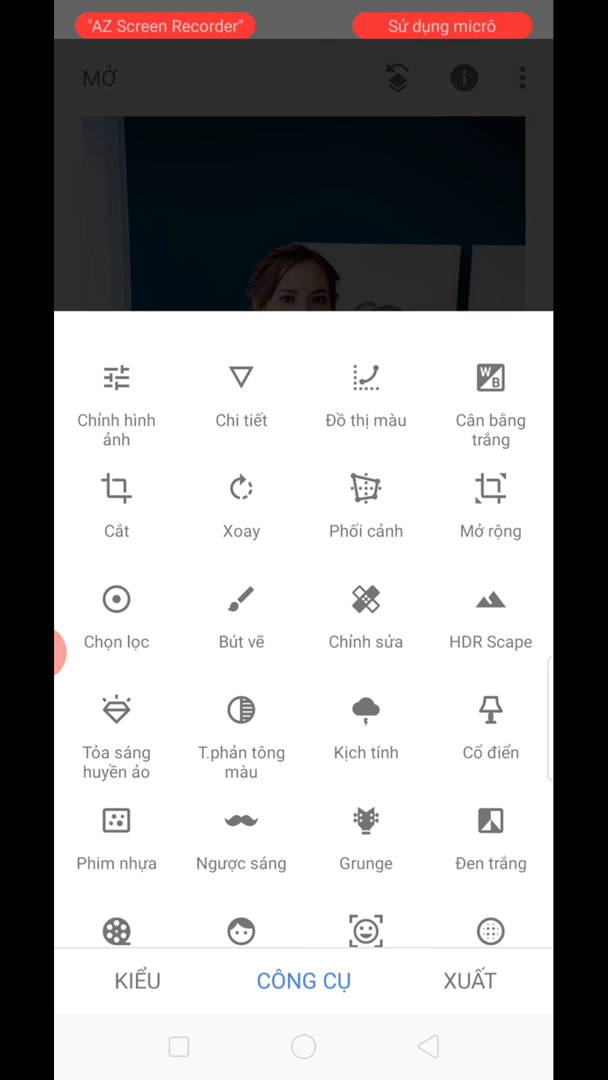 "AZ Screen Recorder"
Sử dụng micrô
MỞ
Chỉnh hình
ảnh
Chi tiết
Đồ thị màu
Cân bằng
trắng
Cắt
Xoay
Phối cảnh
Mở rộng
Chọn lọc
Bút vẽ
Chỉnh sửa
HDR Scape
Tỏa sáng
huyền ảo
T.phản tông
màu
Kịch tính
Cổ điển
Phim nhựa
Ngược sáng
Grunge
Đen trắng
KIỂU
CÔNG CỤ
XUẤT